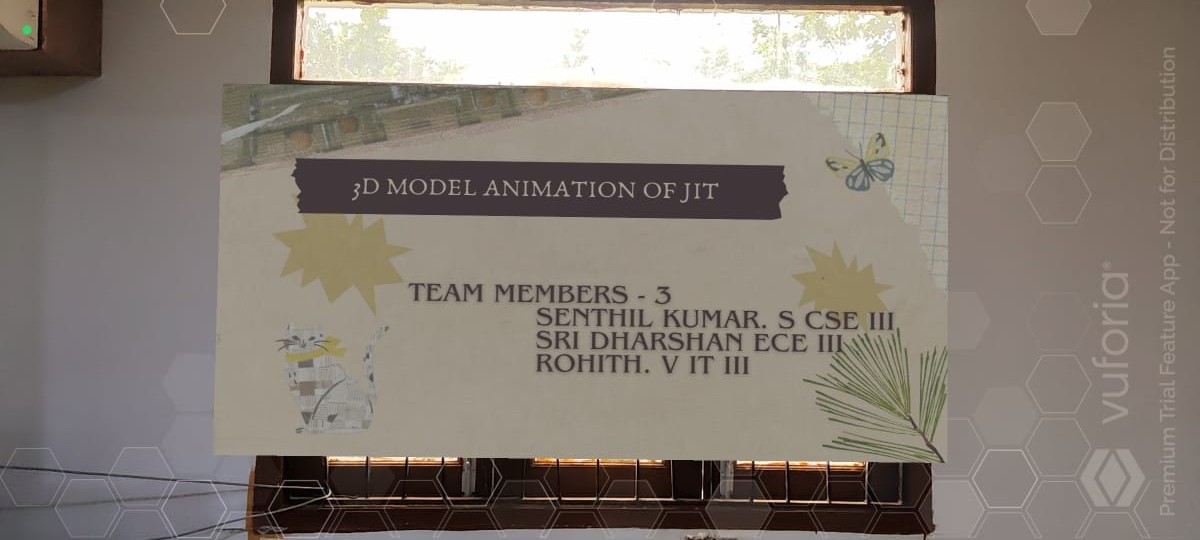 3D MODEL ANIMATION OF JIT
TEAM MEMBERS - 3
SENTHIL KUMAR. S CSE III
SRI DHARSHAN ECE III
ROHITH. V IT III
vuforia®
Premium Trial Feature App - Not for Distribution